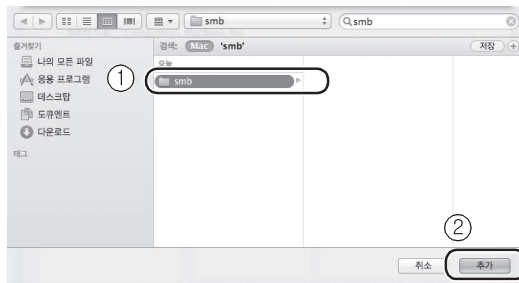 smb smb
즐겨찾기 검색: Mac 'smb' 저장 +
나의 모든 파일 오늘
응용 프로그램 1 smb
데스크탑
도큐멘트
다운로드
태그
2
취소 추가